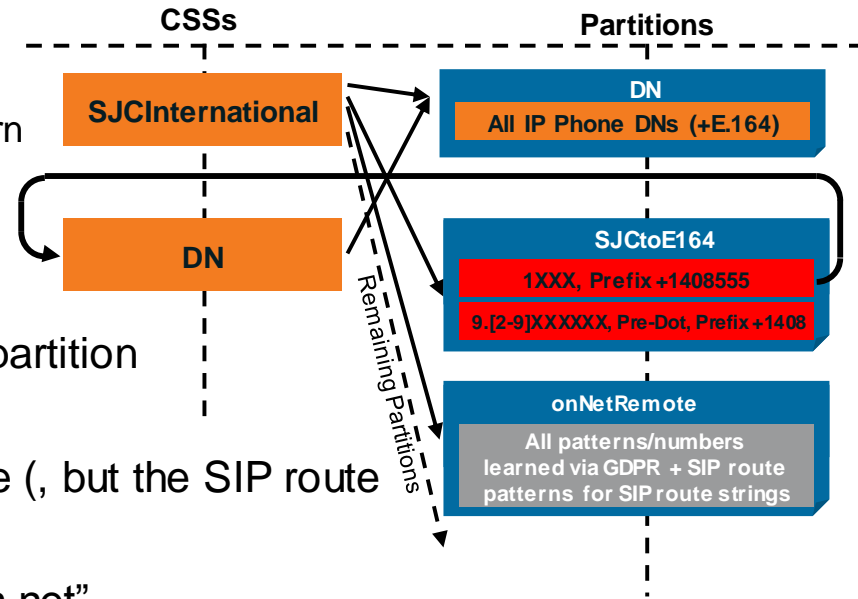 CSSs
Partitions
SJCInternational
DN
All IP Phone DNs (+E.164)
rn
DN
SJCtoE164
1XXX, Prefix +1408555
9.[2-9]XXXXXX, Pre-Dot, Prefix +1408
Remaining Partitions
partition
onNetRemote
All patterns/numbers
learned via GDPR + SIP route
patterns for SIP route strings
e (, but the SIP route
n net”